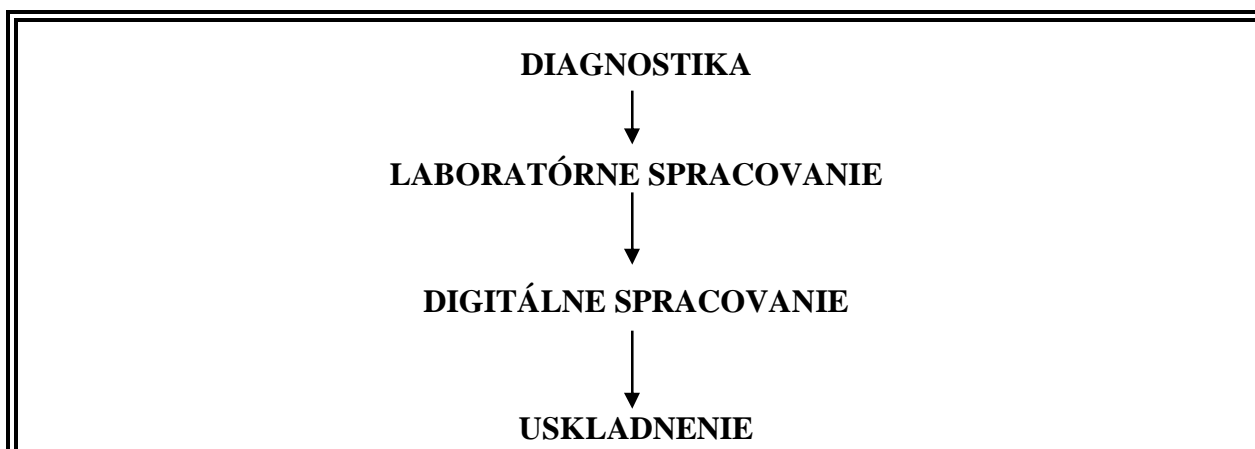 DIAGNOSTIKA
LABORATÓRNE SPRACOVANIE
DIGITÁLNE SPRACOVANIE
USKLADNENIE